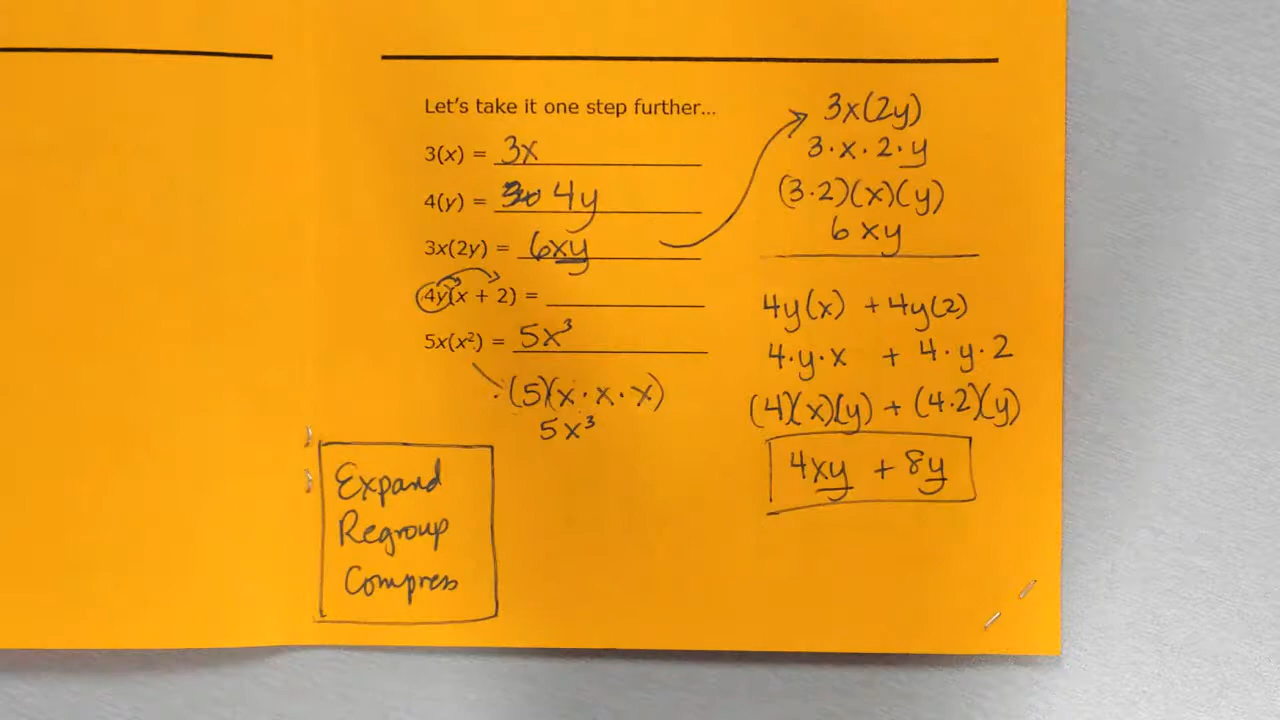 Let's take it one step further...
3(x) = 3x
4(y) = 4y
3x(2y) = 6xy
4y(x + 2) =
5x(x²) = 5x³
(5)(x · x · x)
5x³
Expand
Regroup
Compress
3x(2y)
3 · x · 2 · y
(3·2)(x)(y)
6 xy
4y(x) + 4y(2)
4·y·x + 4·y·2
(4)(x)(y) + (4·2)(y)
4xy + 8y